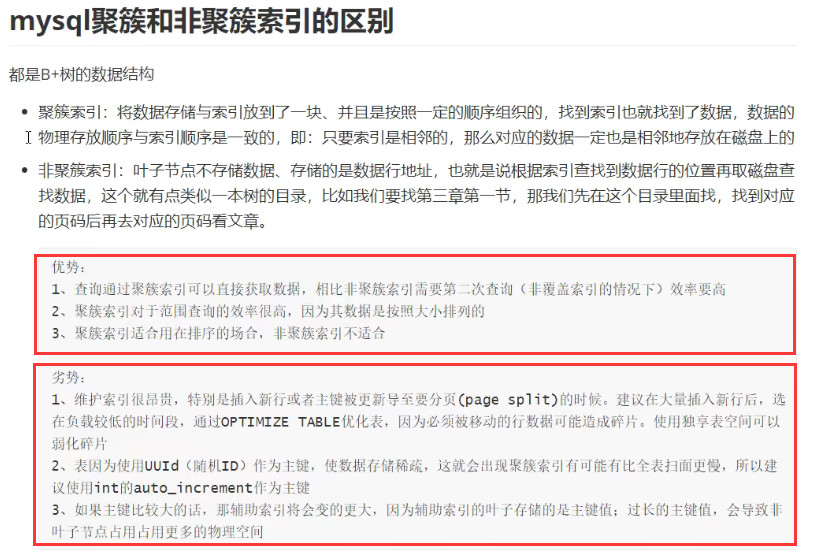 mysql聚簇和非聚簇索引的区别
都是B+树的数据结构
• 聚簇索引：将数据存储与索引放到了一块、并且是按照一定的顺序组织的，找到索引也就找到了数据，数据的
物理存放顺序与索引顺序是一致的，即：只要索引是相邻的，那么对应的数据一定也是相邻地存放在磁盘上的
• 非聚簇索引：叶子节点不存储数据、存储的是数据行地址，也就是说根据索引查找到数据行的位置再取磁盘查
找数据，这个就有点类似一本树的目录，比如我们要找第三章第一节，那我们先在这个目录里面找，找到对应
的页码后再去对应的页码看文章。
优势：
1、查询通过聚簇索引可以直接获取数据，相比非聚簇索引需要第二次查询（非覆盖索引的情况下）效率要高
2、聚簇索引对于范围查询的效率很高，因为其数据是按照大小排列的
3、聚簇索引适合用在排序的场合，非聚簇索引不适合
劣势：
1、维护索引很昂贵，特别是插入新行或者主键被更新导至要分页(page split)的时候。建议在大量插入新行后，选
在负载较低的时间段，通过OPTIMIZE TABLE优化表，因为必须被移动的行数据可能造成碎片。使用独享表空间可以
弱化碎片
2、表因为使用UUId（随机ID）作为主键，使数据存储稀疏，这就会出现聚簇索引有可能有比全表扫面更慢，所以建
议使用int的auto_increment作为主键
3、如果主键比较大的话，那辅助索引将会变的更大，因为辅助索引的叶子存储的是主键值；过长的主键值，会导致非
叶子节点占用占用更多的物理空间